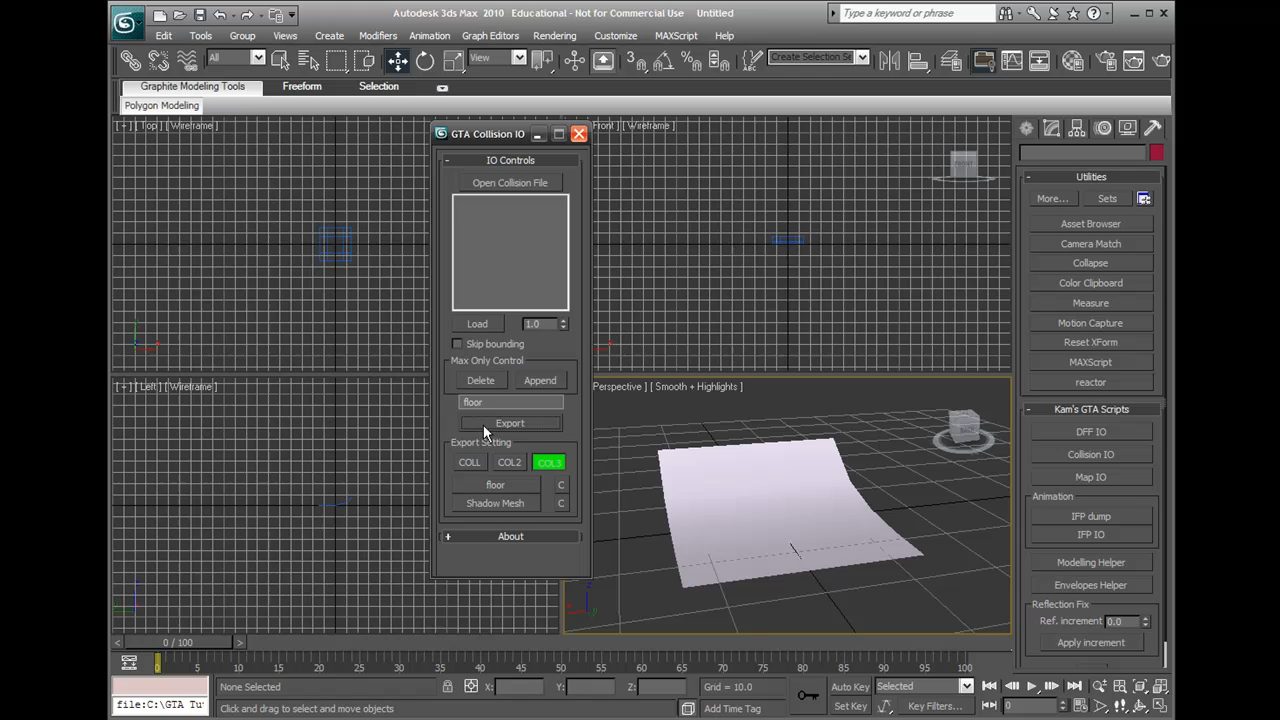 Autodesk 3ds Max 2010
Educational - Not for Commercial Use
Untitled
Type a keyword or phrase
Edit
Tools
Group
Views
Create
Modifiers
Animation
Graph Editors
Rendering
Customize
MAXScript
Help
All
View
Create Selection Se
Graphite Modeling Tools
Freeform
Selection
Polygon Modeling
[ + ] [ Top ] [ Wireframe ]
Front ] [ Wireframe ]
[ + ] [ Left ] [ Wireframe ]
Perspective ] [ Smooth + Highlights ]
GTA Collision IO
- IO Controls
Open Collision File
Load
1.0
Skip bounding
Max Only Control
Delete
Append
floor
Export
Export Setting
COLL
COL2
COL3
floor
C
Shadow Mesh
C
+ About
FRONT
- Utilities
More...
Sets
Asset Browser
Camera Match
Collapse
Color Clipboard
Measure
Motion Capture
Reset XForm
MAXScript
reactor
- Kam's GTA Scripts
DFF IO
Collision IO
Map IO
Animation
IFP dump
IFP IO
Modelling Helper
Envelopes Helper
Reflection Fix
Ref. increment
0.0
Apply increment
< 0 / 100 >
0 5 10 15 20 25 30 35 40 45 50 55 60 65 70 75 80 85 90 95 100
None Selected
X:
Y:
Z:
Grid = 10.0
Auto Key
Selected
file:C:\GTA Tu
Click and drag to select and move objects
Add Time Tag
Set Key
Key Filters...
0